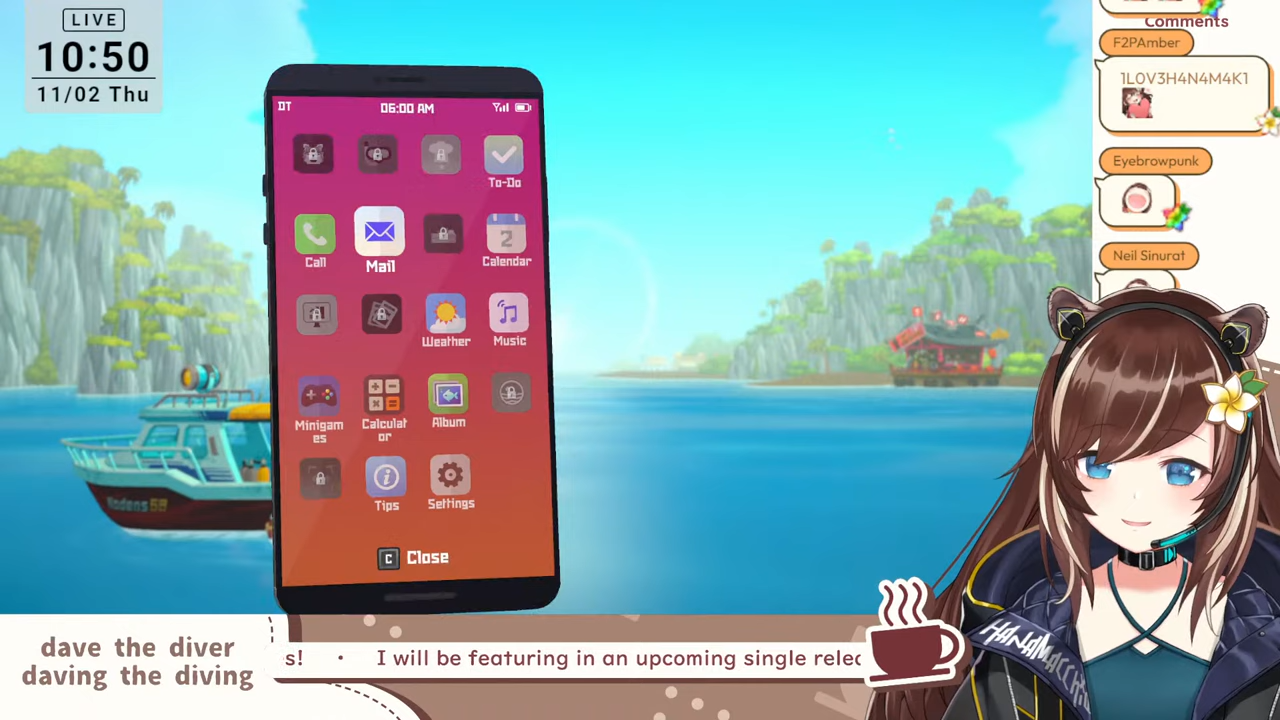 LIVE
10:50
11/02 Thu
DT
06:00 AM
To-Do
Call
Mail
2
Calendar
Weather
Music
Minigam
es
Calculat
or
Album
Tips
Settings
C Close
Comments
F2PAmber
1L0V3H4N4M4K1
Eyebrowpunk
Neil Sinurat
dave the diver
daving the diving
s! · I will be featuring in an upcoming single relea